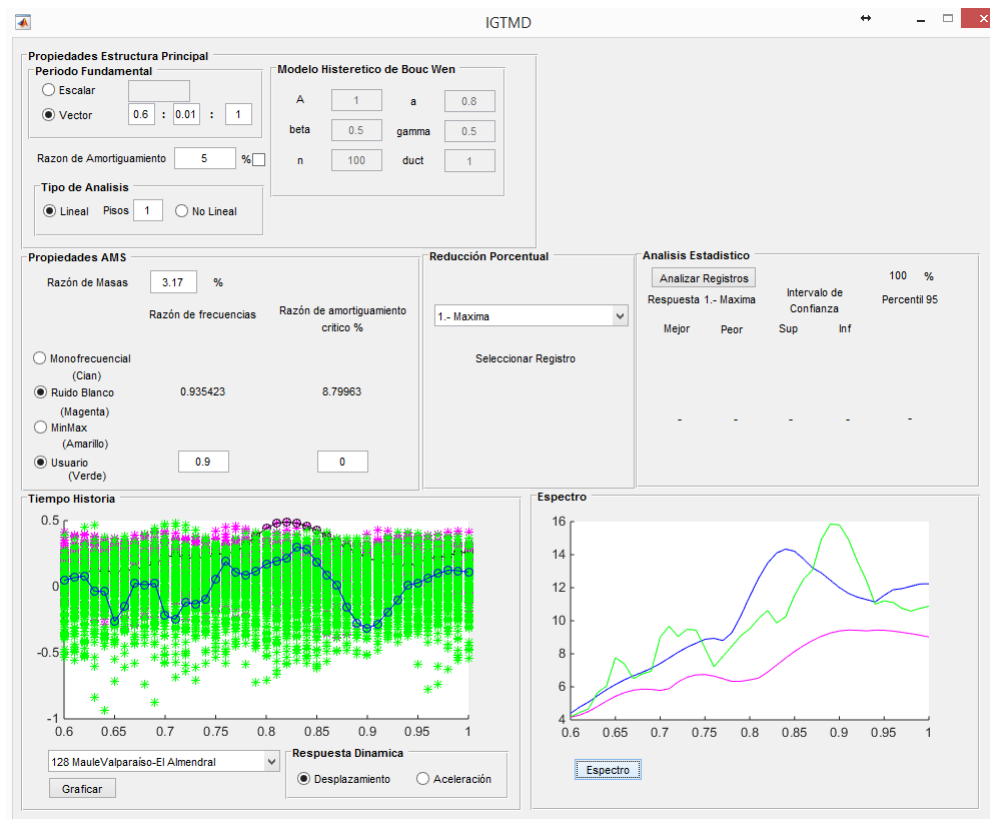 IGTMD
Propiedades Estructura Principal
Periodo Fundamental
Escalar
Vector 0.6 : 0.01 : 1
Razon de Amortiguamiento 5 %
Tipo de Analisis
Lineal Pisos 1 No Lineal
Modelo Histeretico de Bouc Wen
A 1 a 0.8
beta 0.5 gamma 0.5
n 100 duct 1
Propiedades AMS
Razón de Masas 3.17 %
Razón de frecuencias Razón de amortiguamiento
critico %
Monofrecuencial
(Cian)
Ruido Blanco 0.935423 8.79963
(Magenta)
MinMax
(Amarillo)
Usuario 0.9 0
(Verde)
Reducción Porcentual
1.- Maxima
Seleccionar Registro
Analisis Estadistico
Analizar Registros 100 %
Respuesta 1.- Maxima Intervalo de
Confianza Percentil 95
Mejor Peor Sup Inf
- - - - -
Tiempo Historia
0.5
0
-0.5
-1
0.6 0.65 0.7 0.75 0.8 0.85 0.9 0.95 1
128 MauleValparaíso-El Almendral
Graficar
Respuesta Dinamica
Desplazamiento Aceleración
Espectro
16
14
12
10
8
6
4
0.6 0.65 0.7 0.75 0.8 0.85 0.9 0.95 1
Espectro